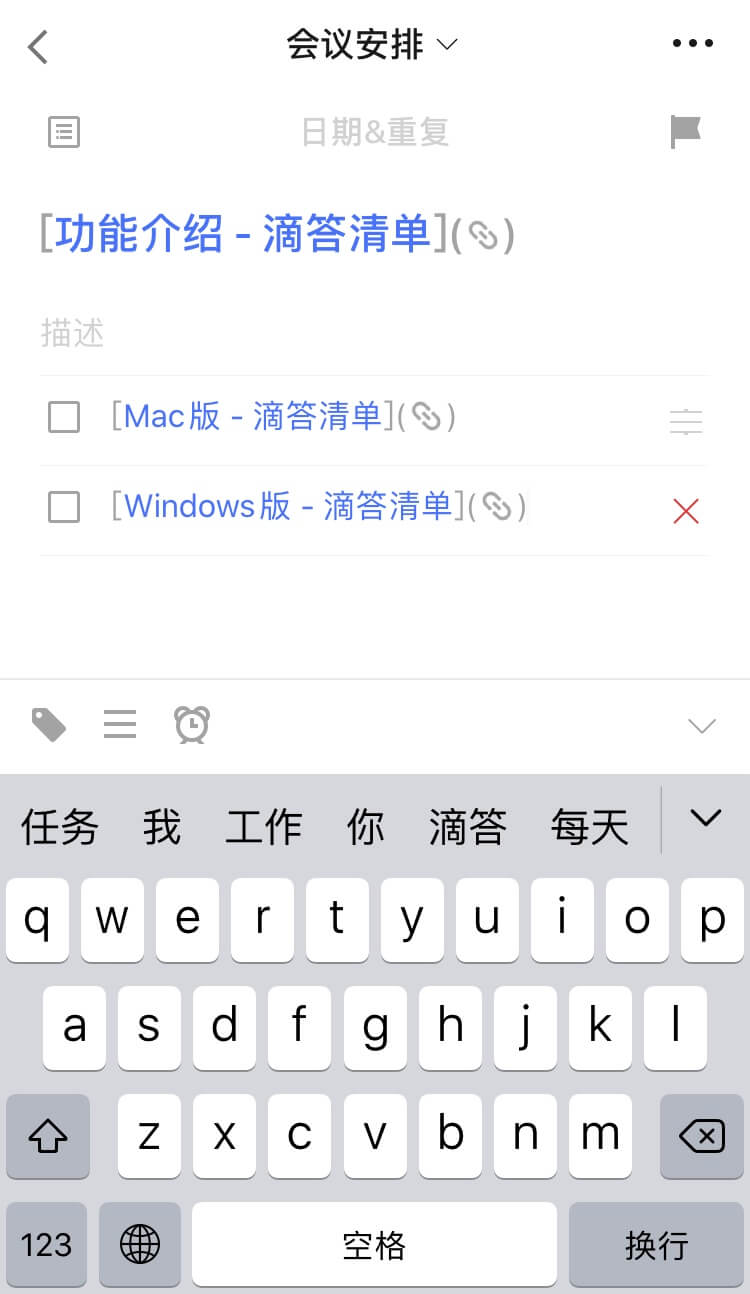 会议安排
日期&重复
[功能介绍 - 滴答清单]()
描述
[Mac版 - 滴答清单]()
[Windows版 - 滴答清单]()
任务 我 工作 你 滴答 每天
q w e r t y u i o p
a s d f g h j k l
z x c v b n m
123 空格 换行